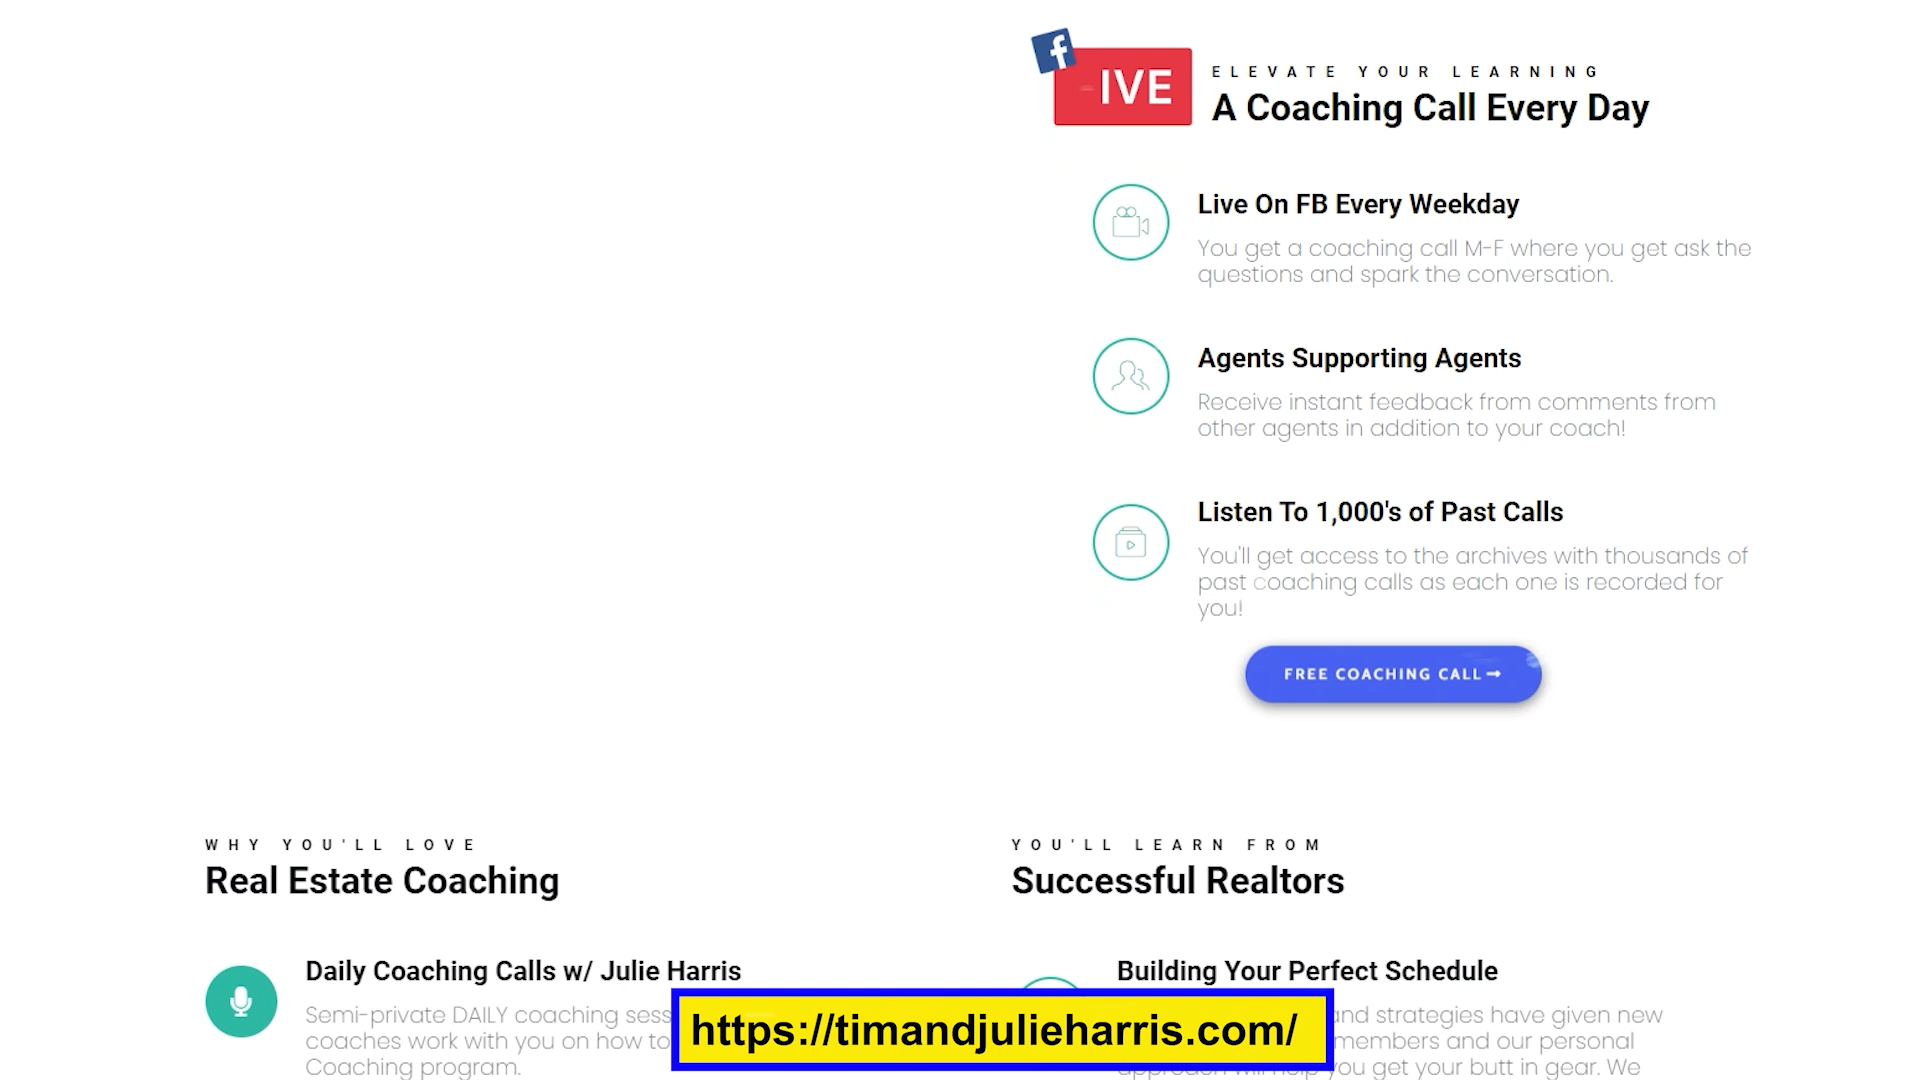 f
IVE
ELEVATE YOUR LEARNING
A Coaching Call Every Day
Live On FB Every Weekday
You get a coaching call M-F where you get ask the
questions and spark the conversation.
Agents Supporting Agents
Receive instant feedback from comments from
other agents in addition to your coach!
Listen To 1,000's of Past Calls
You'll get access to the archives with thousands of
past coaching calls as each one is recorded for
you!
FREE COACHING CALL
WHY YOU'LL LOVE
Real Estate Coaching
Daily Coaching Calls w/ Julie Harris
Semi-private DAILY coaching
coaches work with you on how to
Coaching program.
YOU'LL LEARN FROM
Successful Realtors
Building Your Perfect Schedule
and strategies have given new
members and our personal
approach will help you get your butt in gear. We
https://timandjulieharris.com/